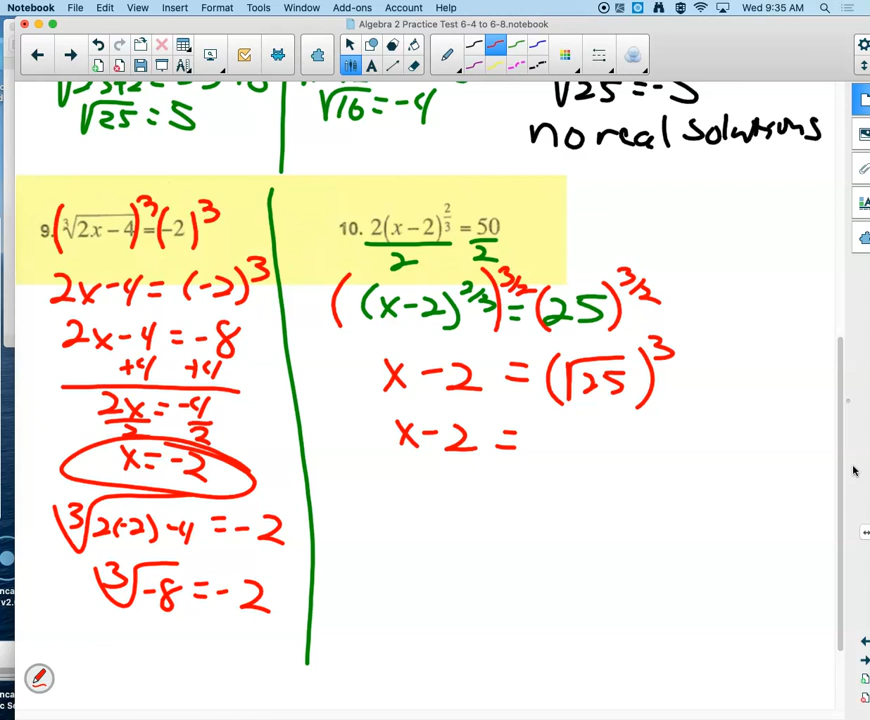 Notebook File Edit View Insert Format Tools Add-ons Account Help Wed 9:35 AM
Algebra 2 Practice Test 6-4 to 6-8.notebook
√25 = 5
√16 = -4
√25 = -5
no real solutions
9. (∛(2x-4))^3 = (-2)^3
2x-4 = (-2)^3
2x-4 = -8
+4 +4
2x = -4
2 2
x = -2
∛(2(-2)-4) = -2
∛-8 = -2
10. 2(x-2)^(2/3) = 50
2 2
((x-2)^(2/3))^(3/2) = (25)^(3/2)
x-2 = (√25)^3
x-2 =